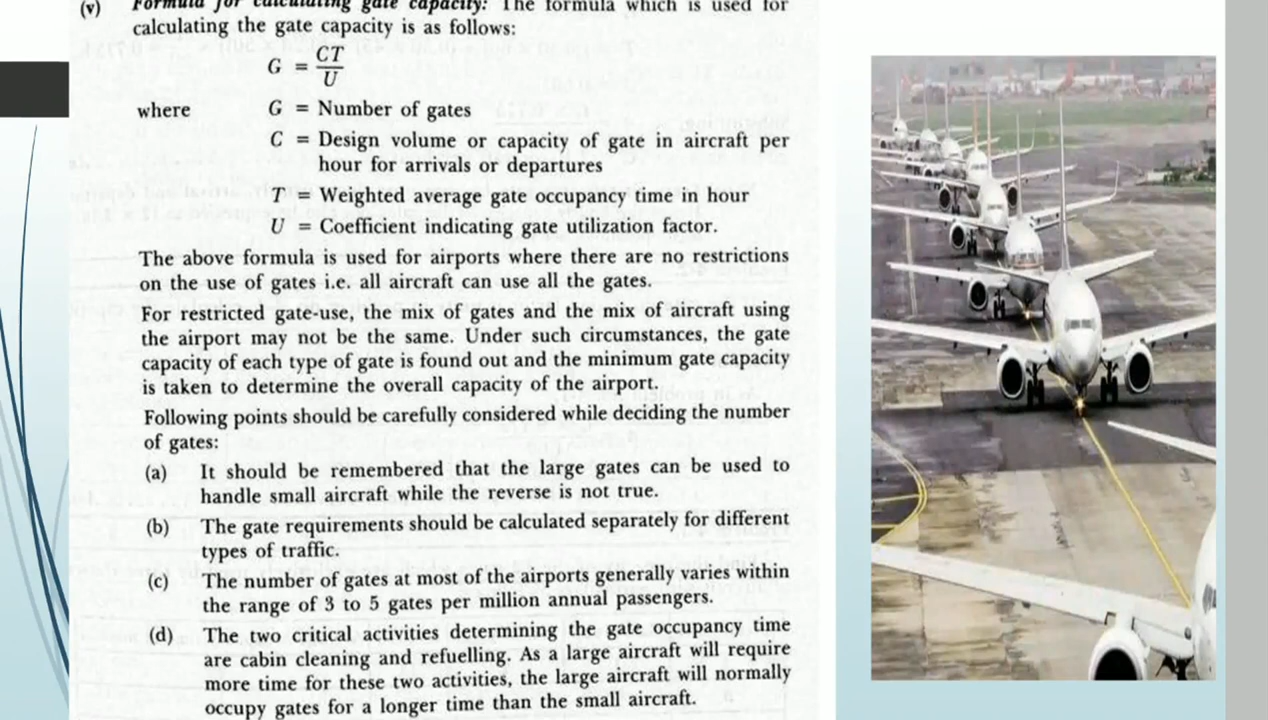 (v) Formula for calculating gate capacity: The formula which is used for
calculating the gate capacity is as follows:
G = CT/U
where G = Number of gates
C = Design volume or capacity of gate in aircraft per
hour for arrivals or departures
T = Weighted average gate occupancy time in hour
U = Coefficient indicating gate utilization factor.
The above formula is used for airports where there are no restrictions
on the use of gates i.e. all aircraft can use all the gates.
For restricted gate-use, the mix of gates and the mix of aircraft using
the airport may not be the same. Under such circumstances, the gate
capacity of each type of gate is found out and the minimum gate capacity
is taken to determine the overall capacity of the airport.
Following points should be carefully considered while deciding the number
of gates:
(a) It should be remembered that the large gates can be used to
handle small aircraft while the reverse is not true.
(b) The gate requirements should be calculated separately for different
types of traffic.
(c) The number of gates at most of the airports generally varies within
the range of 3 to 5 gates per million annual passengers.
(d) The two critical activities determining the gate occupancy time
are cabin cleaning and refuelling. As a large aircraft will require
more time for these two activities, the large aircraft will normally
occupy gates for a longer time than the small aircraft.